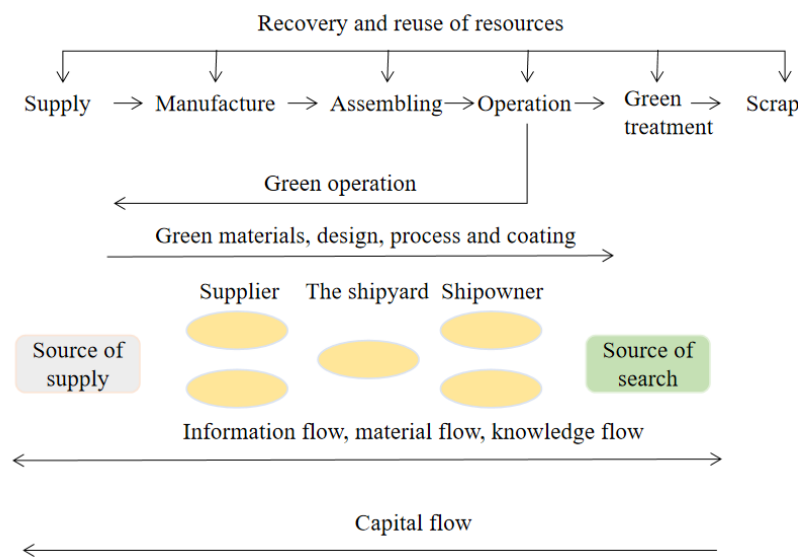 Recovery and reuse of resources
Supply
Manufacture
Assembling
Operation
Green
treatment
Scrap
Green operation
Green materials, design, process and coating
Supplier
The shipyard
Shipowner
Source of
supply
Source of
search
Information flow, material flow, knowledge flow
Capital flow